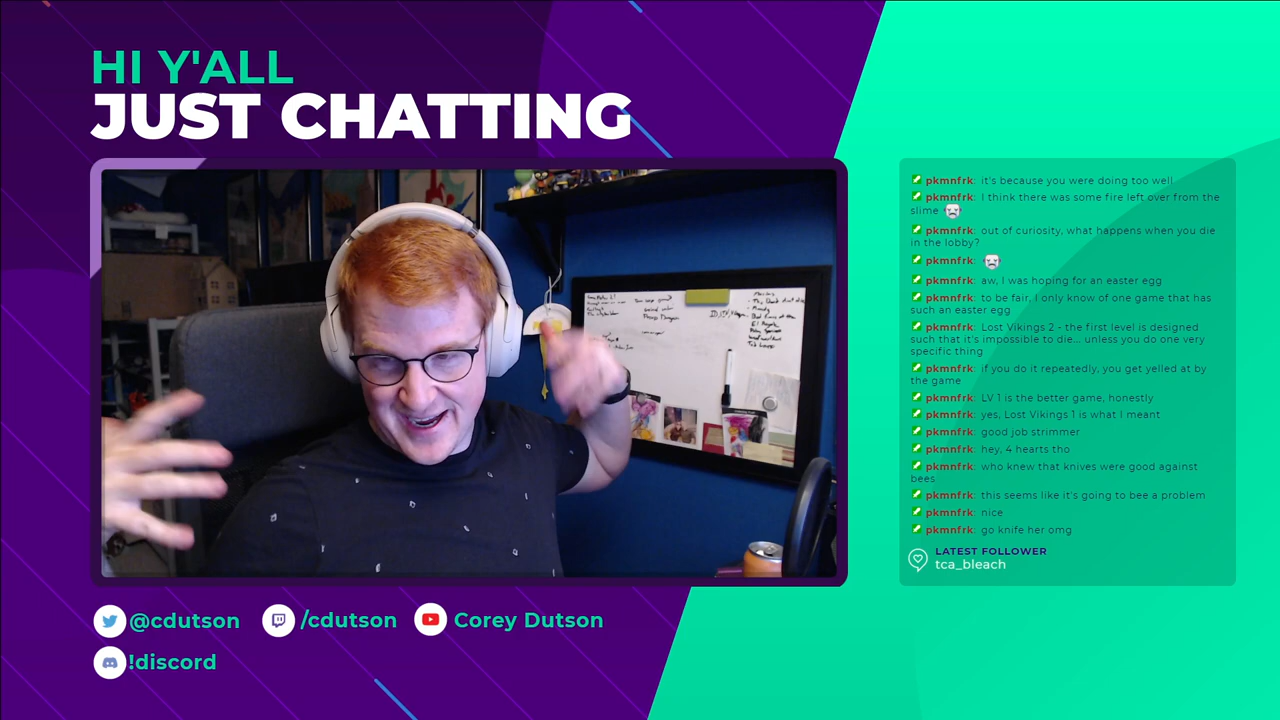 HI Y'ALL
JUST CHATTING
pkmnfrk: it's because you were doing too well
pkmnfrk: I think there was some fire left over from the
slime
pkmnfrk: out of curiosity, what happens when you die
in the lobby?
pkmnfrk:
pkmnfrk: aw, I was hoping for an easter egg
pkmnfrk: to be fair, I only know of one game that has
such an easter egg
pkmnfrk: Lost Vikings 2 - the first level is designed
such that it's impossible to die... unless you do one very
specific thing
pkmnfrk: if you do it repeatedly, you get yelled at by
the game
pkmnfrk: LV 1 is the better game, honestly
pkmnfrk: yes, Lost Vikings 1 is what I meant
pkmnfrk: good job strimmer
pkmnfrk: hey, 4 hearts tho
pkmnfrk: who knew that knives were good against
bees
pkmnfrk: this seems like it's going to bee a problem
pkmnfrk: nice
pkmnfrk: go knife her omg
LATEST FOLLOWER
tca_bleach
@cdutson
/cdutson
Corey Dutson
!discord